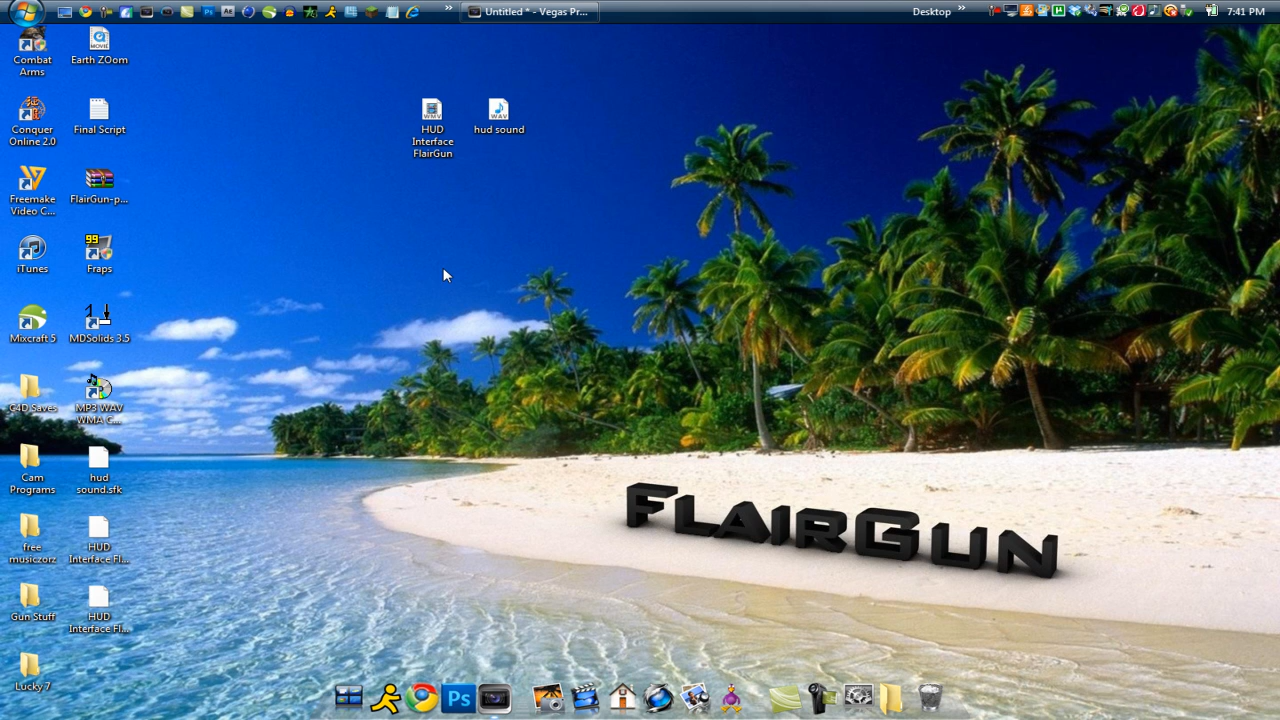 Untitled * - Vegas Pr...
Desktop
7:41 PM
Combat
Arms
Earth ZOom
Conquer
Online 2.0
Final Script
HUD
Interface
FlairGun
hud sound
Freemake
Video C...
FlairGun-p...
iTunes
99
Fraps
Mixcraft 5
MDSolids 3.5
C4D Saves
MP3 WAV
WMA C...
Cam
Programs
hud
sound.sfk
free
musiczorz
HUD
Interface Fl...
Gun Stuff
HUD
Interface Fl...
Lucky 7
FlairGun
Ps